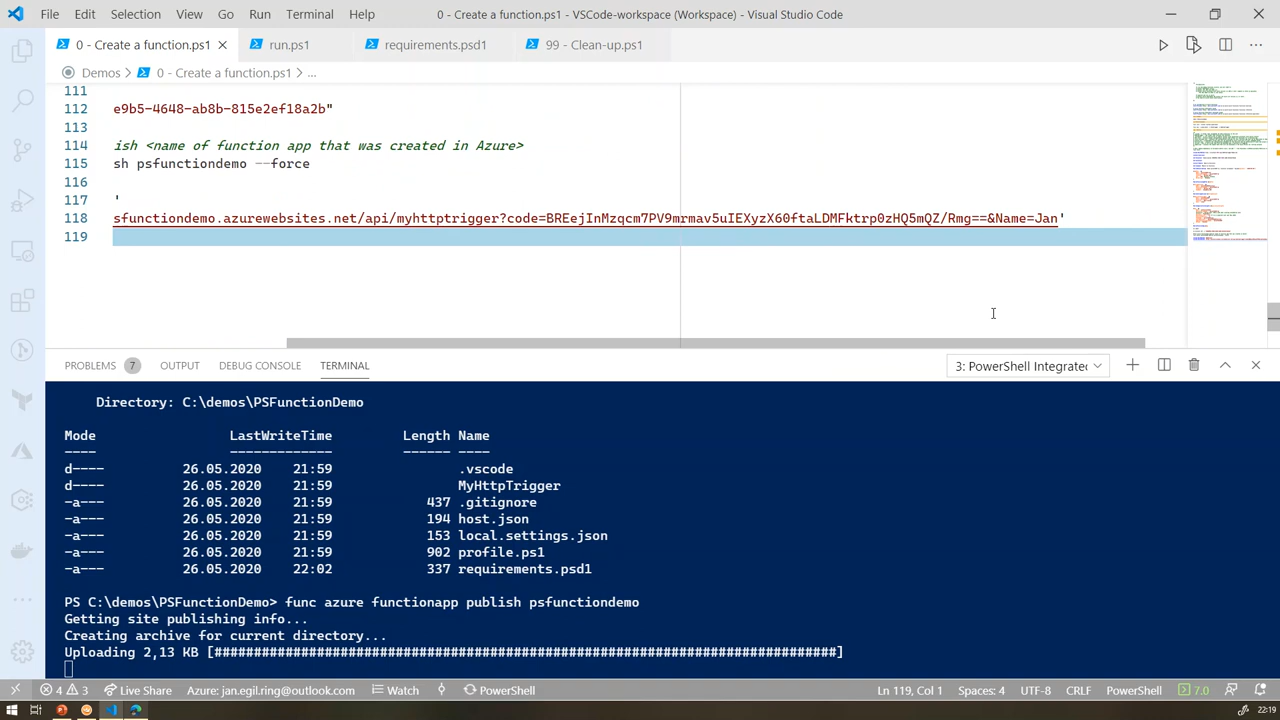 File Edit Selection View Go Run Terminal Help 0 - Create a function.ps1 - VSCode-workspace (Workspace) - Visual Studio Code
0 - Create a function.ps1 run.ps1 requirements.psd1 99 - Clean-up.ps1
Demos > 0 - Create a function.ps1 > ...
111
112 e9b5-4648-ab8b-815e2ef18a2b"
113
114 ish <name of function app that was created in Azure>
115 sh psfunctiondemo --force
116
117 '
118 sfunctiondemo.azurewebsites.net/api/myhttptrigger?
119
PROBLEMS 7 OUTPUT DEBUG CONSOLE TERMINAL 3: PowerShell Integrated
Directory: C:\demos\PSFunctionDemo
Mode LastWriteTime Length Name
---- ------------- ------ ----
d---- 26.05.2020 21:59 .vscode
d---- 26.05.2020 21:59 MyHttpTrigger
-a--- 26.05.2020 21:59 437 .gitignore
-a--- 26.05.2020 21:59 194 host.json
-a--- 26.05.2020 21:59 153 local.settings.json
-a--- 26.05.2020 21:59 902 profile.ps1
-a--- 26.05.2020 22:02 337 requirements.psd1
PS C:\demos\PSFunctionDemo> func azure functionapp publish psfunctiondemo
Getting site publishing info...
Creating archive for current directory...
Uploading 2,13 KB [###############################################################################]
4 3 Live Share Azure: jan.egil.ring@outlook.com Watch PowerShell Ln 119, Col 1 Spaces: 4 UTF-8 CRLF PowerShell 7.0
22:19